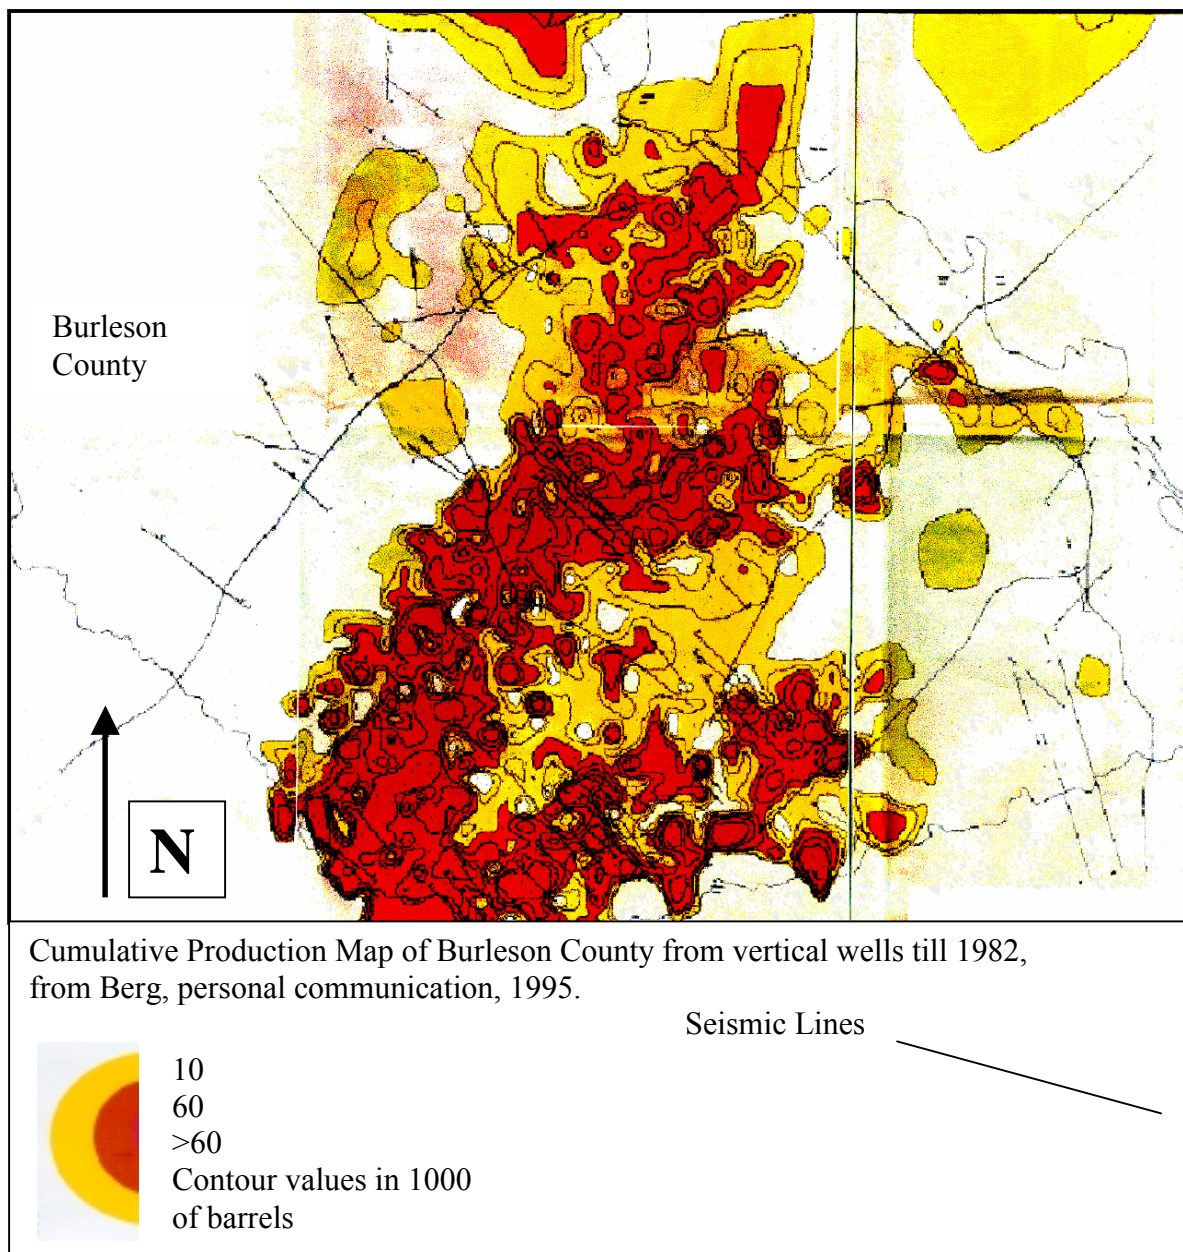 Burleson
County
N
Cumulative Production Map of Burleson County from vertical wells till 1982,
from Berg, personal communication, 1995.
Seismic Lines
10
60
>60
Contour values in 1000
of barrels